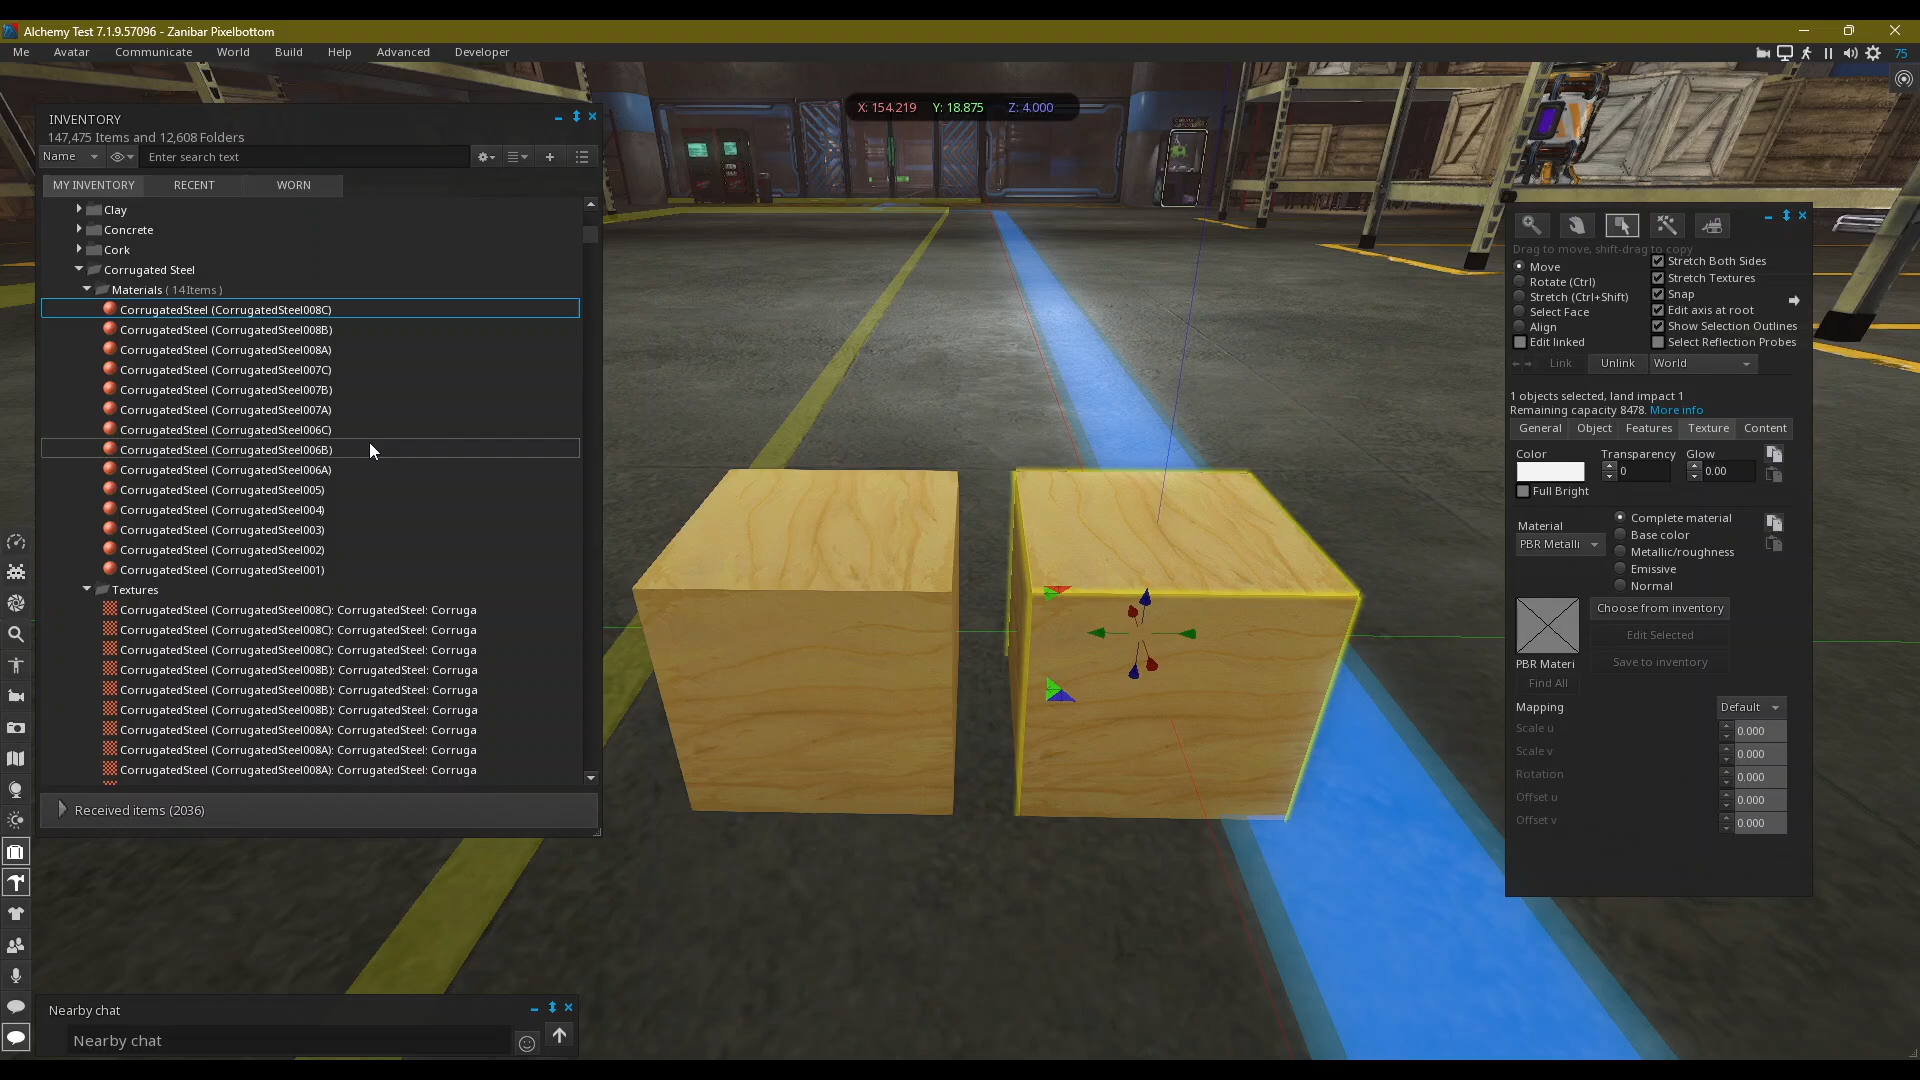 Alchemy Test 7.1.9.57096 - Zanibar Pixelbottom
Me Avatar Communicate World Build Help Advanced Developer
75
X: 154.219 Y: 18.875 Z: 4.000
INVENTORY
147,475 Items and 12,608 Folders
Name
Enter search text
MY INVENTORY RECENT WORN
Clay
Concrete
Cork
Corrugated Steel
Materials ( 14 Items )
CorrugatedSteel (CorrugatedSteel008C)
CorrugatedSteel (CorrugatedSteel008B)
CorrugatedSteel (CorrugatedSteel008A)
CorrugatedSteel (CorrugatedSteel007C)
CorrugatedSteel (CorrugatedSteel007B)
CorrugatedSteel (CorrugatedSteel007A)
CorrugatedSteel (CorrugatedSteel006C)
CorrugatedSteel (CorrugatedSteel006B)
CorrugatedSteel (CorrugatedSteel006A)
CorrugatedSteel (CorrugatedSteel005)
CorrugatedSteel (CorrugatedSteel004)
CorrugatedSteel (CorrugatedSteel003)
CorrugatedSteel (CorrugatedSteel002)
CorrugatedSteel (CorrugatedSteel001)
Textures
CorrugatedSteel (CorrugatedSteel008C): CorrugatedSteel: Corruga
CorrugatedSteel (CorrugatedSteel008C): CorrugatedSteel: Corruga
CorrugatedSteel (CorrugatedSteel008C): CorrugatedSteel: Corruga
CorrugatedSteel (CorrugatedSteel008B): CorrugatedSteel: Corruga
CorrugatedSteel (CorrugatedSteel008B): CorrugatedSteel: Corruga
CorrugatedSteel (CorrugatedSteel008B): CorrugatedSteel: Corruga
CorrugatedSteel (CorrugatedSteel008A): CorrugatedSteel: Corruga
CorrugatedSteel (CorrugatedSteel008A): CorrugatedSteel: Corruga
CorrugatedSteel (CorrugatedSteel008A): CorrugatedSteel: Corruga
Received items (2036)
Nearby chat
Nearby chat
Drag to move, shift-drag to copy
Move
Rotate (Ctrl)
Stretch (Ctrl+Shift)
Select Face
Align
Edit linked
Stretch Both Sides
Stretch Textures
Snap
Edit axis at root
Show Selection Outlines
Select Reflection Probes
Link Unlink World
1 objects selected, land impact 1
Remaining capacity 8478. More info
General Object Features Texture Content
Color Transparency Glow
0 0.00
Full Bright
Material
PBR Metalli
Complete material
Base color
Metallic/roughness
Emissive
Normal
Choose from inventory
Edit Selected
Save to inventory
PBR Materi
Find All
Mapping Default
Scale u 0.000
Scale v 0.000
Rotation 0.000
Offset u 0.000
Offset v 0.000